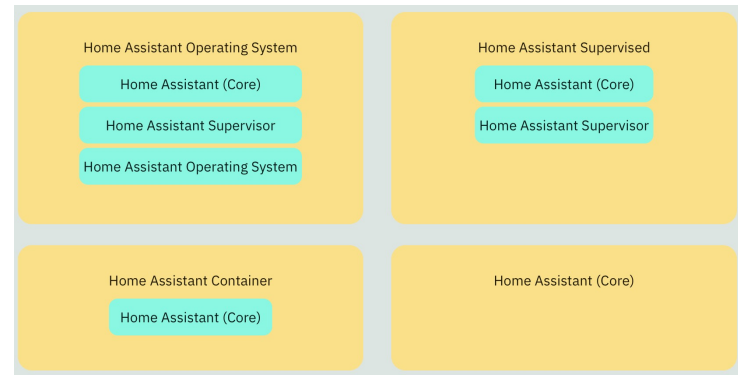 Home Assistant Operating System
Home Assistant (Core)
Home Assistant Supervisor
Home Assistant Operating System
Home Assistant Supervised
Home Assistant (Core)
Home Assistant Supervisor
Home Assistant Container
Home Assistant (Core)
Home Assistant (Core)